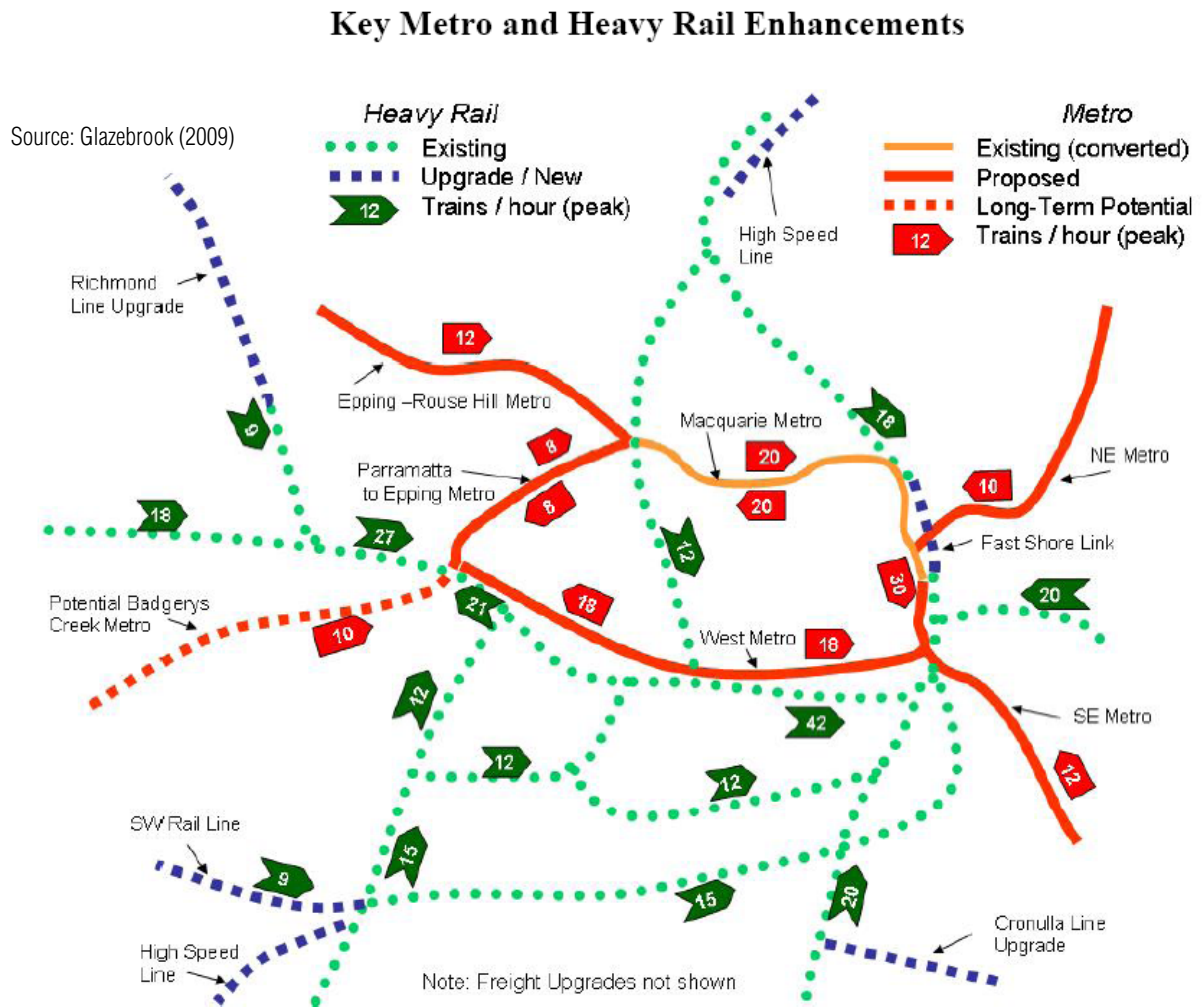 Key Metro and Heavy Rail Enhancements
Source: Glazebrook (2009)
Heavy Rail
Existing
Upgrade / New
12
Trains / hour (peak)
Metro
Existing (converted)
Proposed
Long-Term Potential
12
Trains / hour (peak)
High Speed
Line
Richmond
Line Upgrade
12
Epping –Rouse Hill Metro
9
18
Macquarie Metro
20
20
NE Metro
10
8
Parramatta
to Epping Metro
8
18
27
12
Fast Shore Link
30
20
Potential Badgerys
Creek Metro
10
21
18
West Metro
18
12
42
SE Metro
12
12
12
SW Rail Line
9
15
15
20
High Speed
Line
Cronulla Line
Upgrade
Note: Freight Upgrades not shown